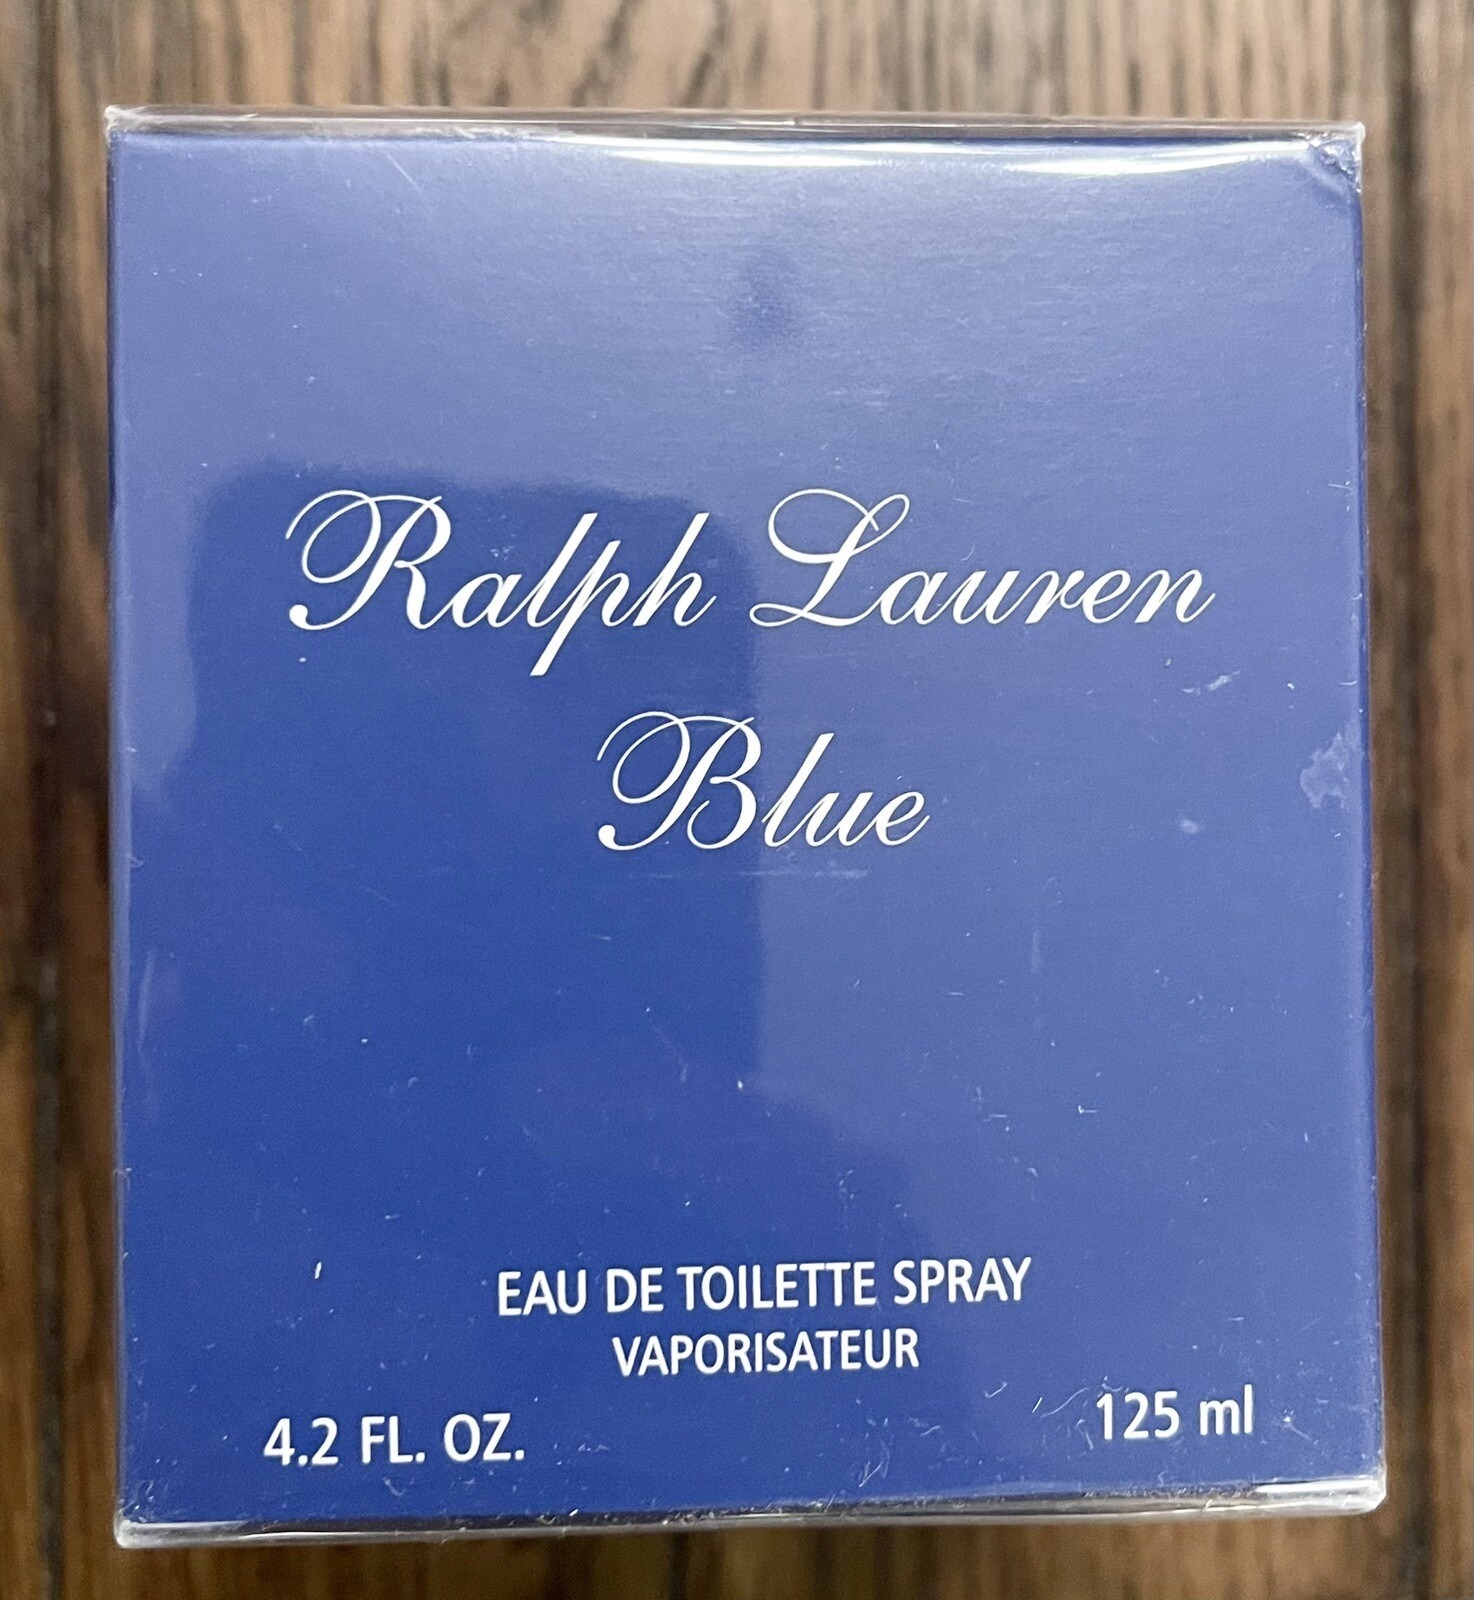 Ralph Lauren
Blue
EAU DE TOILETTE SPRAY
VAPORISATEUR
4.2 FL. OZ.
125 ml